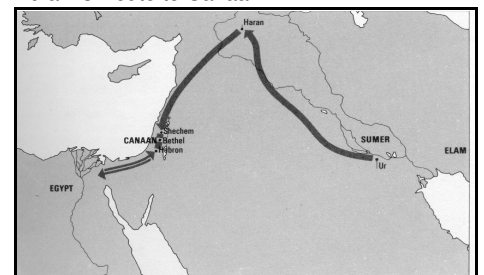 Haran
Shechem
CANAAN Bethel
Hebron
SUMER
ELAM
Ur
EGYPT